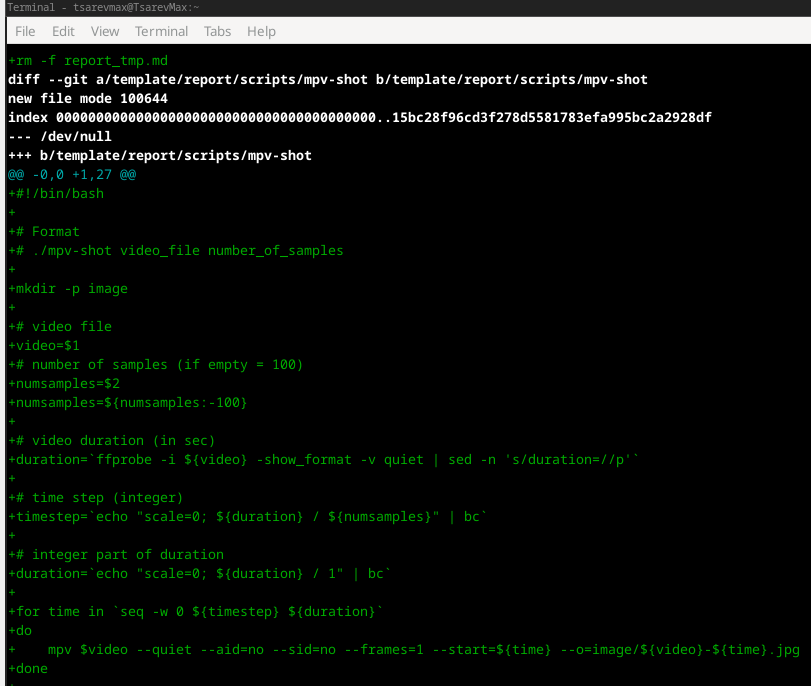 Terminal - tsarevmax@TsarevMax:~
File Edit View Terminal Tabs Help
+rm -f report_tmp.md
diff --git a/template/report/scripts/mpv-shot b/template/report/scripts/mpv-shot
new file mode 100644
index 0000000000000000000000000000000000000000..15bc28f96cd3f278d5581783efa995bc2a2928df
--- /dev/null
+++ b/template/report/scripts/mpv-shot
@@ -0,0 +1,27 @@
+#!/bin/bash
+
+# Format
+# ./mpv-shot video_file number_of_samples
+
+mkdir -p image
+
+# video file
+video=$1
+# number of samples (if empty = 100)
+numsamples=$2
+numsamples=${numsamples:-100}
+
+# video duration (in sec)
+duration=`ffprobe -i ${video} -show_format -v quiet | sed -n 's/duration=//p'`
+
+# time step (integer)
+timestep=`echo "scale=0; ${duration} / ${numsamples}" | bc`
+
+# integer part of duration
+duration=`echo "scale=0; ${duration} / 1" | bc`
+
+for time in `seq -w 0 ${timestep} ${duration}`
+do
+    mpv $video --quiet --aid=no --sid=no --frames=1 --start=${time} --o=image/${video}-${time}.jpg
+done
+